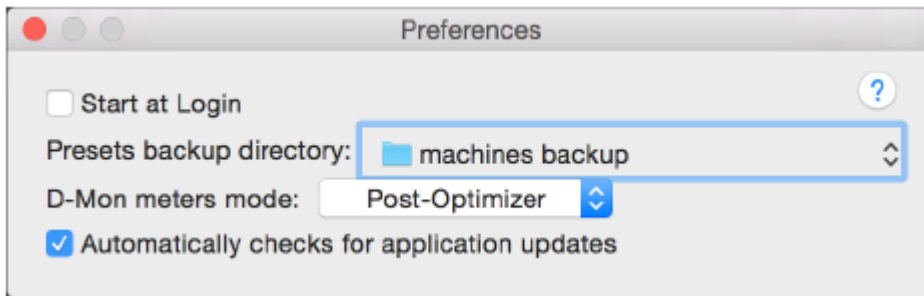 Preferences
Start at Login
?
Presets backup directory: machines backup
D-Mon meters mode: Post-Optimizer
Automatically checks for application updates